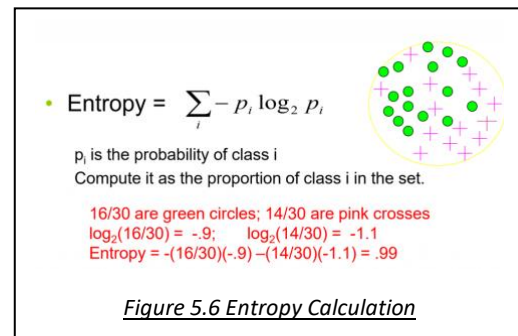 • Entropy = ∑ - pᵢ log₂ pᵢ
i
pᵢ is the probability of class i
Compute it as the proportion of class i in the set.
16/30 are green circles; 14/30 are pink crosses
log₂(16/30) = -.9; log₂(14/30) = -1.1
Entropy = -(16/30)(-.9) –(14/30)(-1.1) = .99
Figure 5.6 Entropy Calculation